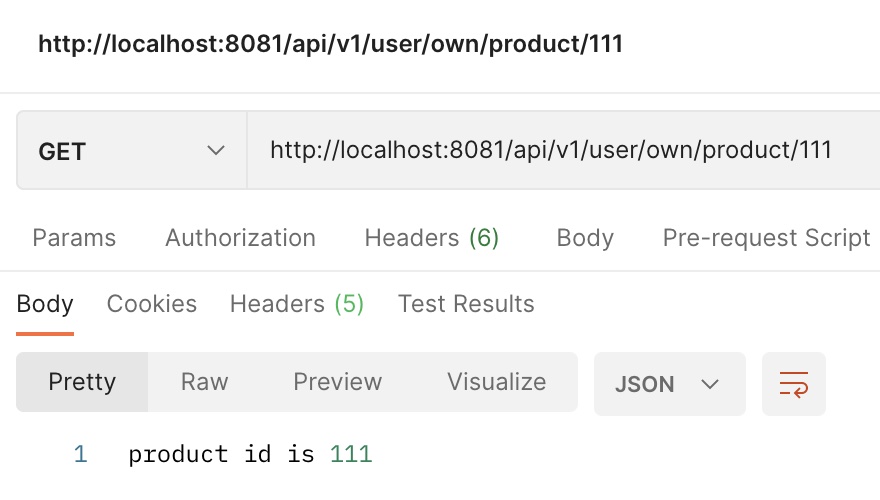 http://localhost:8081/api/v1/user/own/product/111
GET http://localhost:8081/api/v1/user/own/product/111
Params Authorization Headers (6) Body Pre-request Script
Body Cookies Headers (5) Test Results
Pretty Raw Preview Visualize JSON
1 product id is 111